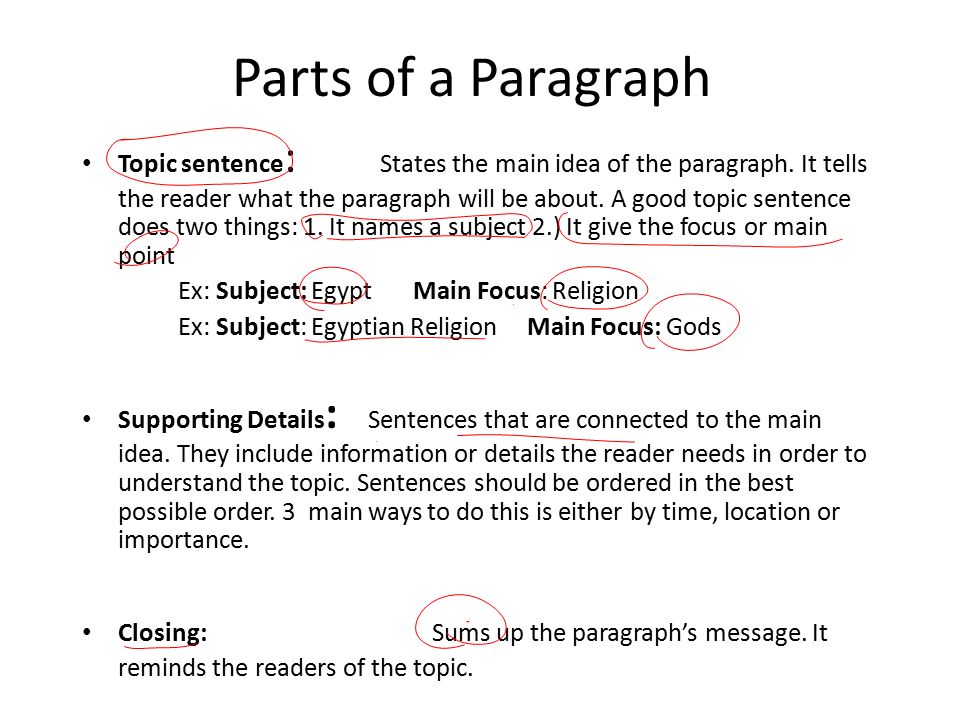 Parts of a Paragraph
• Topic sentence: States the main idea of the paragraph. It tells
the reader what the paragraph will be about. A good topic sentence
does two things: 1. It names a subject 2.) It give the focus or main
point
Ex: Subject: Egypt Main Focus: Religion
Ex: Subject: Egyptian Religion Main Focus: Gods
• Supporting Details: Sentences that are connected to the main
idea. They include information or details the reader needs in order to
understand the topic. Sentences should be ordered in the best
possible order. 3 main ways to do this is either by time, location or
importance.
• Closing: Sums up the paragraph’s message. It
reminds the readers of the topic.